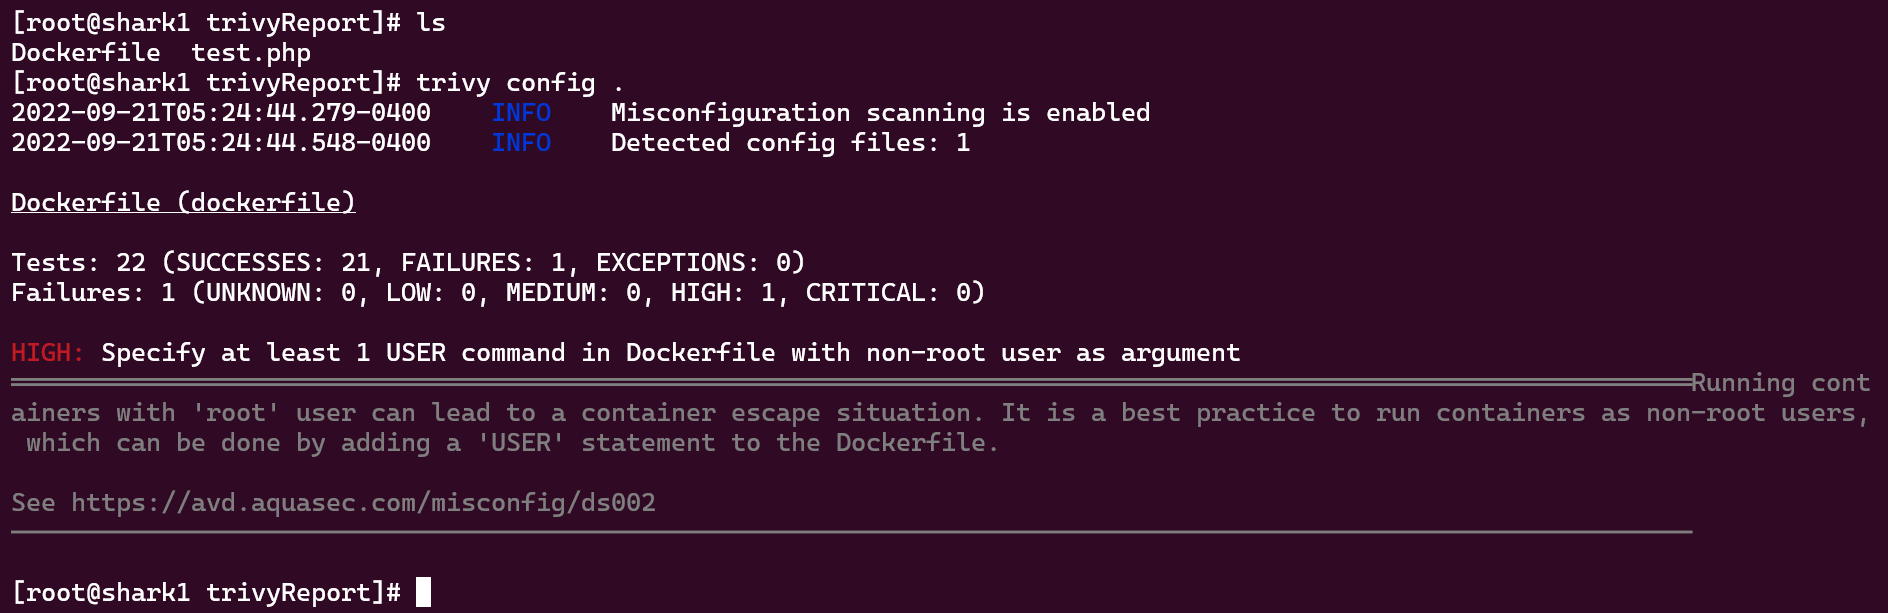 [root@shark1 trivyReport]# ls
Dockerfile  test.php
[root@shark1 trivyReport]# trivy config .
2022-09-21T05:24:44.279-0400    INFO    Misconfiguration scanning is enabled
2022-09-21T05:24:44.548-0400    INFO    Detected config files: 1
Dockerfile (dockerfile)
Tests: 22 (SUCCESSES: 21, FAILURES: 1, EXCEPTIONS: 0)
Failures: 1 (UNKNOWN: 0, LOW: 0, MEDIUM: 0, HIGH: 1, CRITICAL: 0)
HIGH: Specify at least 1 USER command in Dockerfile with non-root user as argument
Running cont
ainers with 'root' user can lead to a container escape situation. It is a best practice to run containers as non-root users,
which can be done by adding a 'USER' statement to the Dockerfile.
See https://avd.aquasec.com/misconfig/ds002
[root@shark1 trivyReport]#